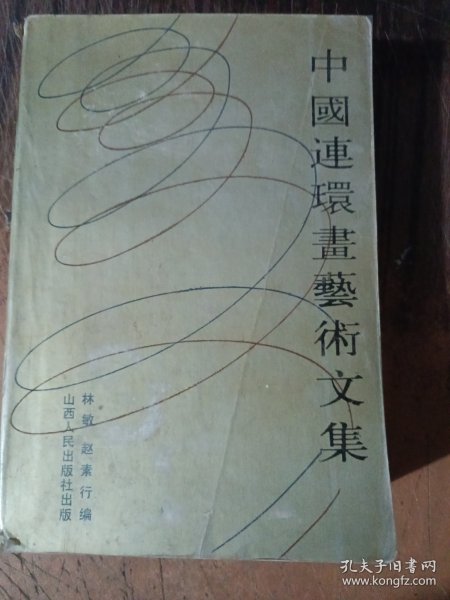 中國連環畫藝術文集
林敏 赵素行 编
山西人民出版社出版
孔夫子旧书网
www.kongfz.com